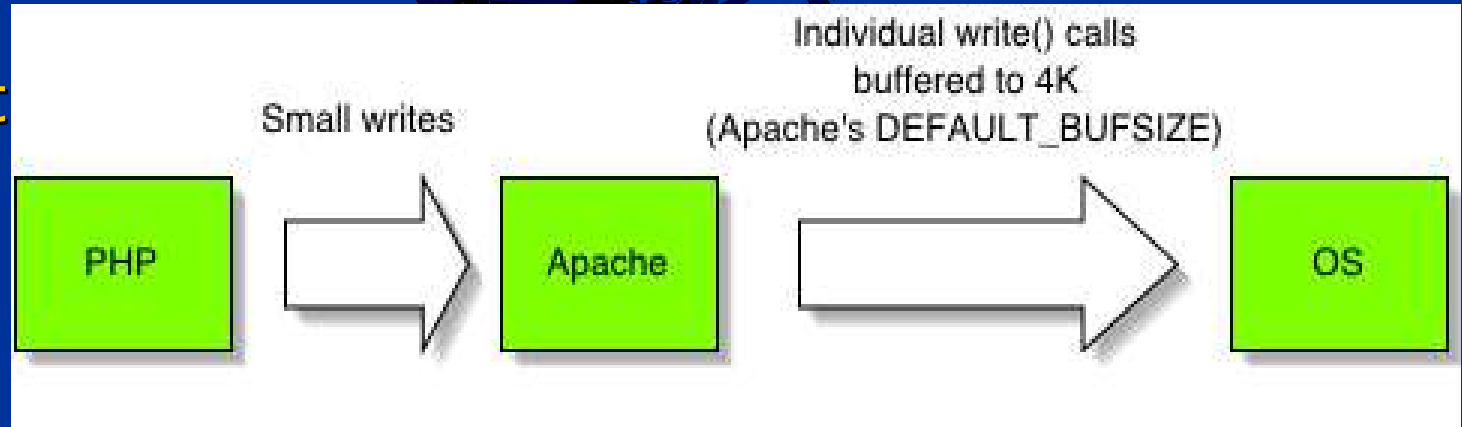 Individual write() calls
buffered to 4K
(Apache's DEFAULT_BUFSIZE)
Small writes
PHP
Apache
OS